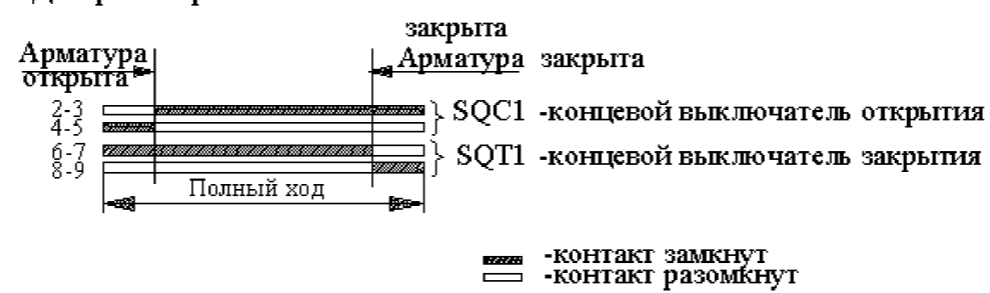 закрыта
Арматура открыта
Арматура закрыта
2-3
4-5
SQC1 -концевой выключатель открытия
6-7
8-9
SQT1 -концевой выключатель закрытия
Полный ход
-контакт замкнут
-контакт разомкнут